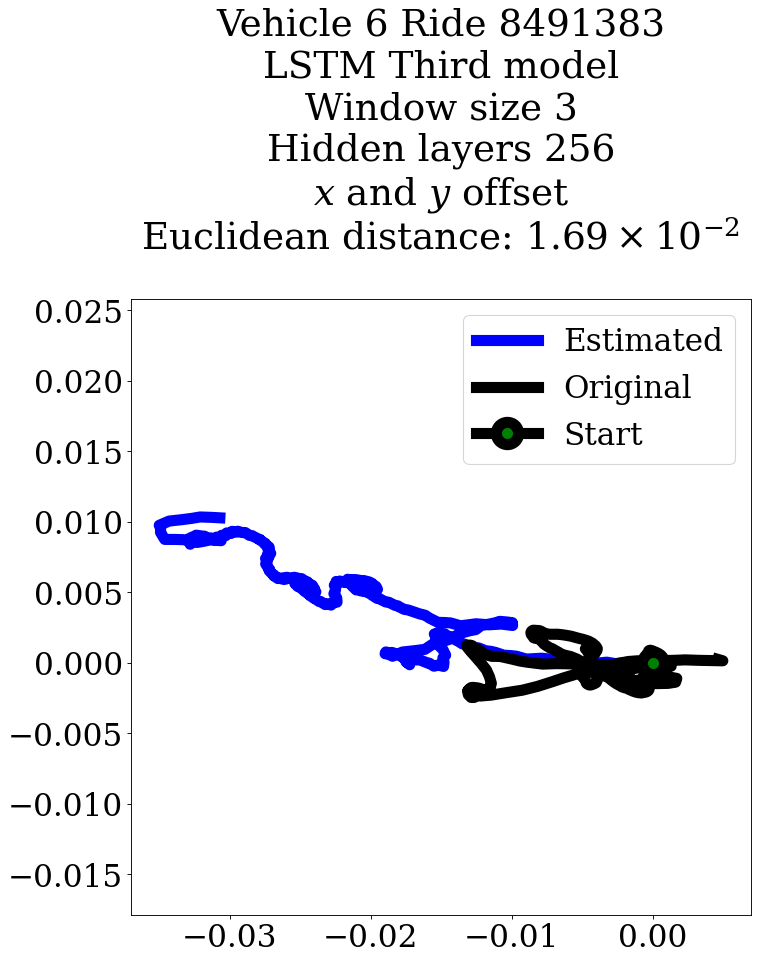 Vehicle 6 Ride 8491383
LSTM Third model
Window size 3
Hidden layers 256
x and y offset
Euclidean distance: 1.69 × 10⁻²
Estimated
Original
Start
0.025
0.020
0.015
0.010
0.005
0.000
−0.005
−0.010
−0.015
−0.03 −0.02 −0.01 0.00